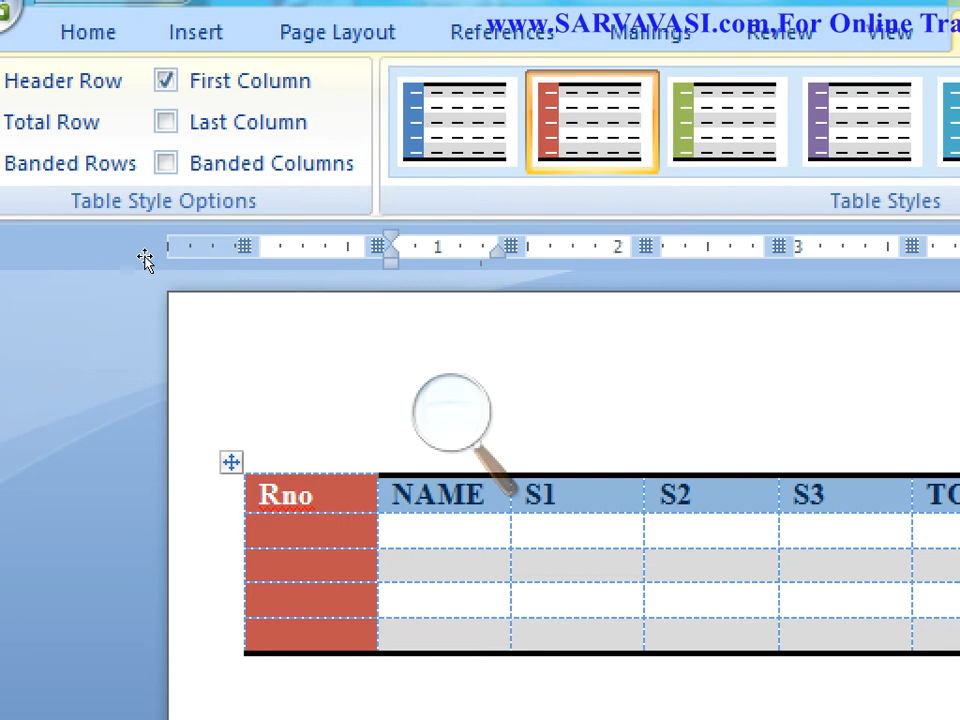 www.SARVAVASI.com,For Online Tra
Home Insert Page Layout References Mailings Review View
Header Row First Column
Total Row Last Column
Banded Rows Banded Columns
Table Style Options Table Styles
1 2 3
Rno NAME S1 S2 S3 TO